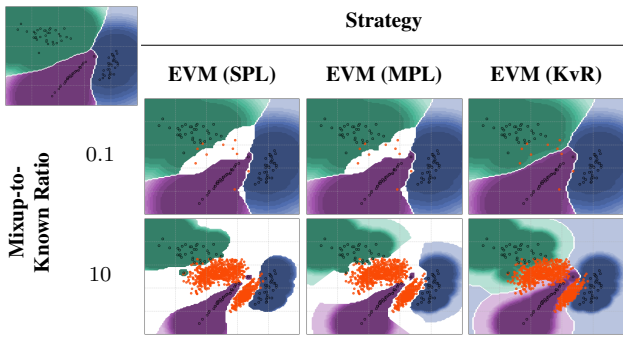 Strategy
EVM (SPL) EVM (MPL) EVM (KvR)
Mixup-to-
Known Ratio
0.1
10